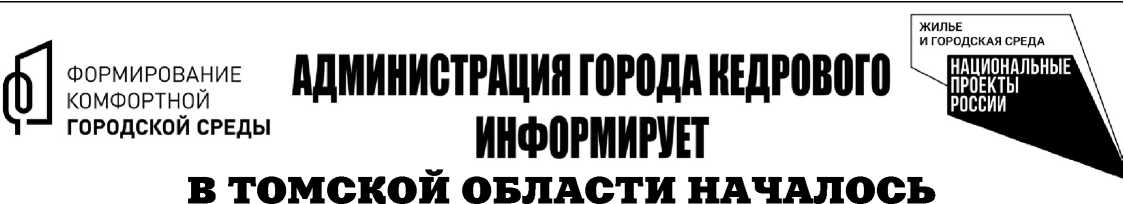 ФОРМИРОВАНИЕ
КОМФОРТНОЙ
ГОРОДСКОЙ СРЕДЫ
АДМИНИСТРАЦИЯ ГОРОДА КЕДРОВОГО
ИНФОРМИРУЕТ
ЖИЛЬЕ
И ГОРОДСКАЯ СРЕДА
НАЦИОНАЛЬНЫЕ
ПРОЕКТЫ
РОССИИ
В ТОМСКОЙ ОБЛАСТИ НАЧАЛОСЬ